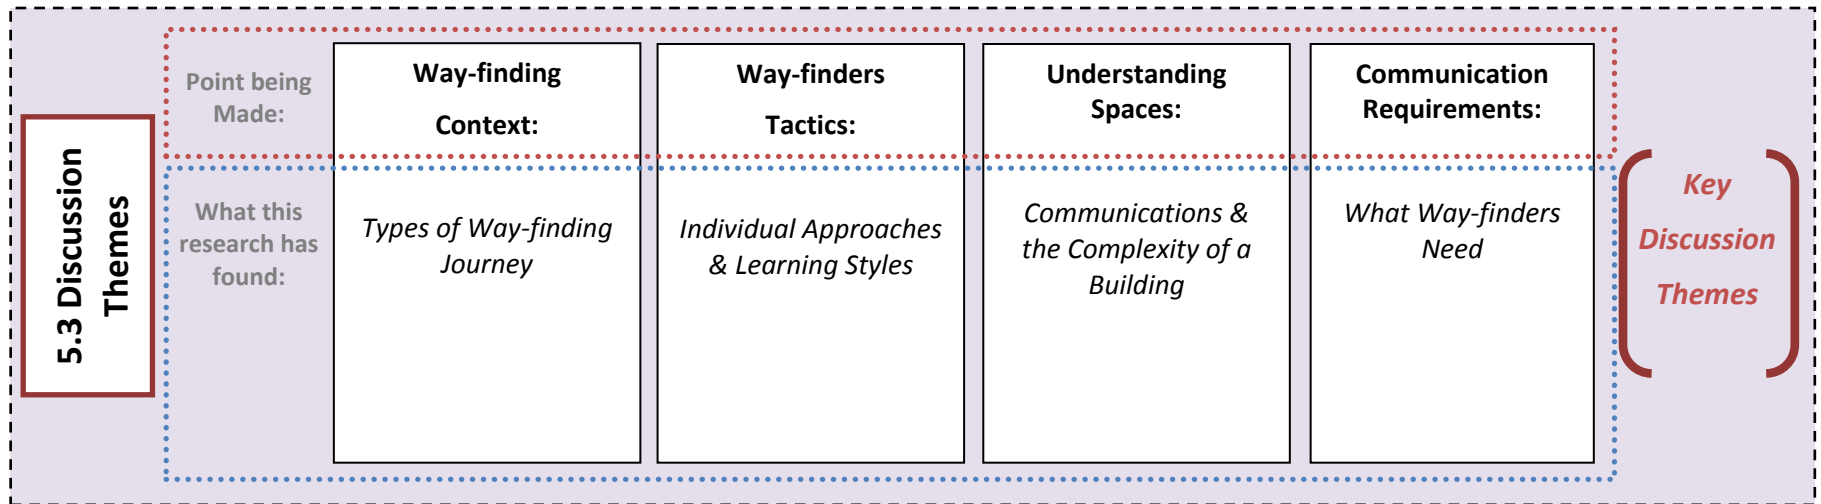 5.3 Discussion
Themes
Point being
Made:
Way-finding
Context:
Way-finders
Tactics:
Understanding
Spaces:
Communication
Requirements:
What this
research has
found:
Types of Way-finding
Journey
Individual Approaches
& Learning Styles
Communications &
the Complexity of a
Building
What Way-finders
Need
Key
Discussion
Themes